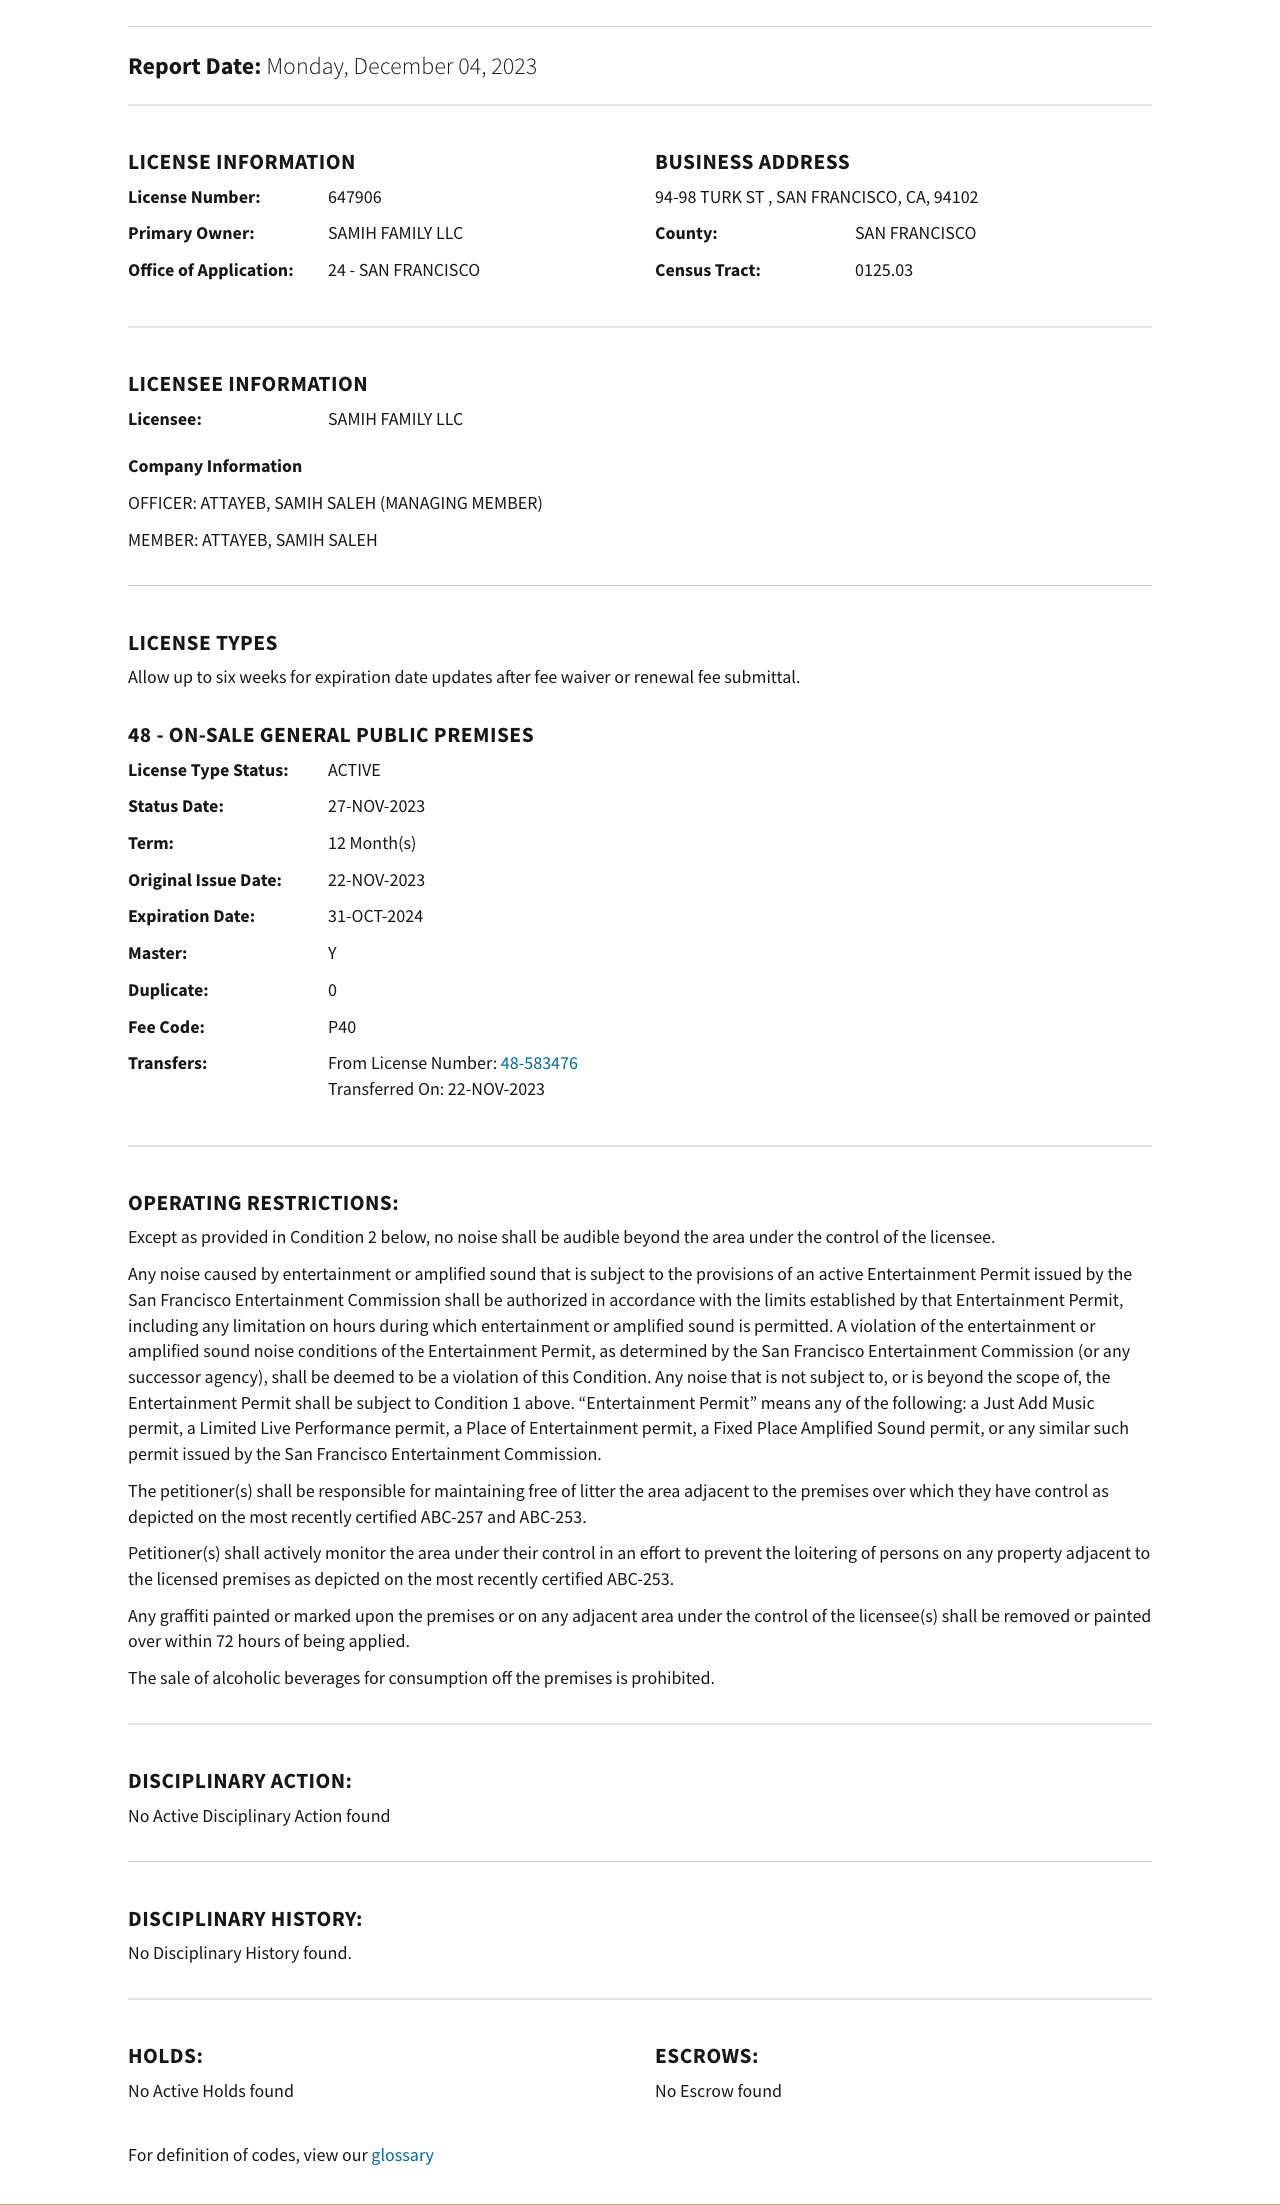 Report Date: Monday, December 04, 2023
LICENSE INFORMATION
License Number: 647906
Primary Owner: SAMIH FAMILY LLC
Office of Application: 24 - SAN FRANCISCO
BUSINESS ADDRESS
94-98 TURK ST , SAN FRANCISCO, CA, 94102
County: SAN FRANCISCO
Census Tract: 0125.03
LICENSEE INFORMATION
Licensee: SAMIH FAMILY LLC
Company Information
OFFICER: ATTAYEB, SAMIH SALEH (MANAGING MEMBER)
MEMBER: ATTAYEB, SAMIH SALEH
LICENSE TYPES
Allow up to six weeks for expiration date updates after fee waiver or renewal fee submittal.
48 - ON-SALE GENERAL PUBLIC PREMISES
License Type Status: ACTIVE
Status Date: 27-NOV-2023
Term: 12 Month(s)
Original Issue Date: 22-NOV-2023
Expiration Date: 31-OCT-2024
Master: Y
Duplicate: 0
Fee Code: P40
Transfers: From License Number: 48-583476
Transferred On: 22-NOV-2023
OPERATING RESTRICTIONS:
Except as provided in Condition 2 below, no noise shall be audible beyond the area under the control of the licensee.
Any noise caused by entertainment or amplified sound that is subject to the provisions of an active Entertainment Permit issued by the
San Francisco Entertainment Commission shall be authorized in accordance with the limits established by that Entertainment Permit,
including any limitation on hours during which entertainment or amplified sound is permitted. A violation of the entertainment or
amplified sound noise conditions of the Entertainment Permit, as determined by the San Francisco Entertainment Commission (or any
successor agency), shall be deemed to be a violation of this Condition. Any noise that is not subject to, or is beyond the scope of, the
Entertainment Permit shall be subject to Condition 1 above. “Entertainment Permit” means any of the following: a Just Add Music
permit, a Limited Live Performance permit, a Place of Entertainment permit, a Fixed Place Amplified Sound permit, or any similar such
permit issued by the San Francisco Entertainment Commission.
The petitioner(s) shall be responsible for maintaining free of litter the area adjacent to the premises over which they have control as
depicted on the most recently certified ABC-257 and ABC-253.
Petitioner(s) shall actively monitor the area under their control in an effort to prevent the loitering of persons on any property adjacent to
the licensed premises as depicted on the most recently certified ABC-253.
Any graffiti painted or marked upon the premises or on any adjacent area under the control of the licensee(s) shall be removed or painted
over within 72 hours of being applied.
The sale of alcoholic beverages for consumption off the premises is prohibited.
DISCIPLINARY ACTION:
No Active Disciplinary Action found
DISCIPLINARY HISTORY:
No Disciplinary History found.
HOLDS:
No Active Holds found
ESCROWS:
No Escrow found
For definition of codes, view our glossary